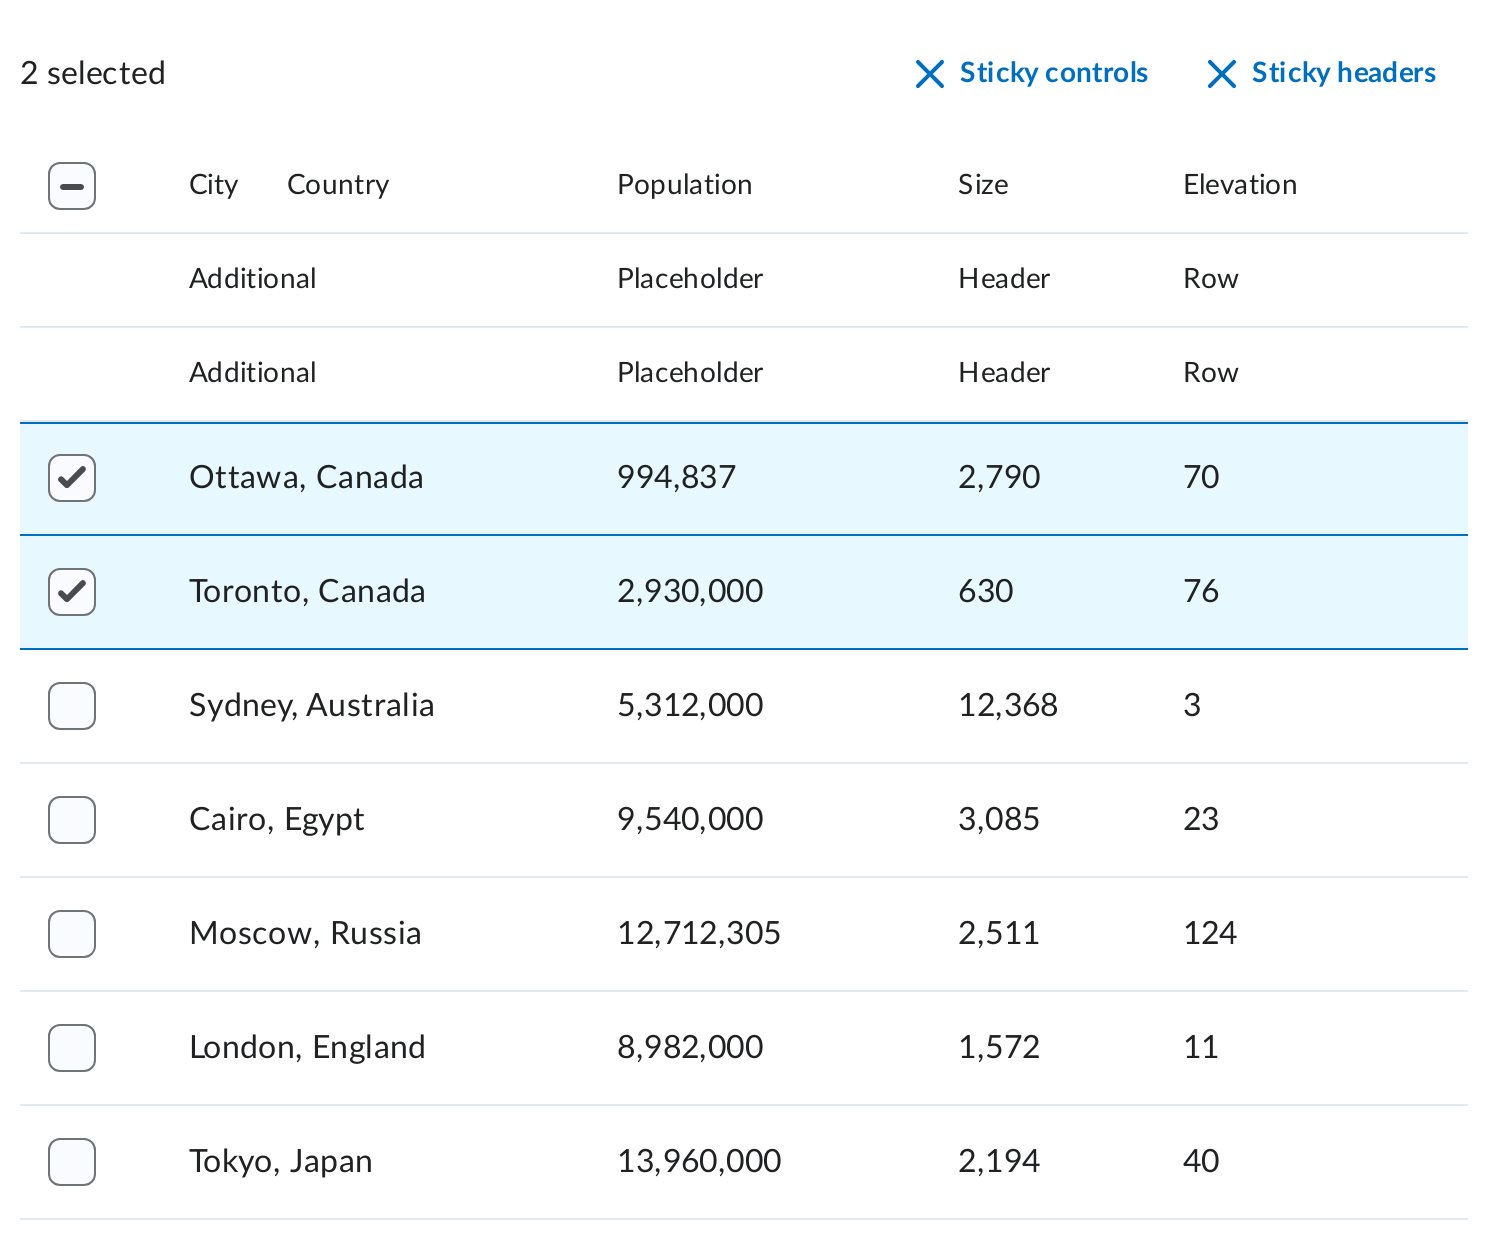 2 selected Sticky controls Sticky headers
City Country Population Size Elevation
Additional Placeholder Header Row
Additional Placeholder Header Row
Ottawa, Canada 994,837 2,790 70
Toronto, Canada 2,930,000 630 76
Sydney, Australia 5,312,000 12,368 3
Cairo, Egypt 9,540,000 3,085 23
Moscow, Russia 12,712,305 2,511 124
London, England 8,982,000 1,572 11
Tokyo, Japan 13,960,000 2,194 40